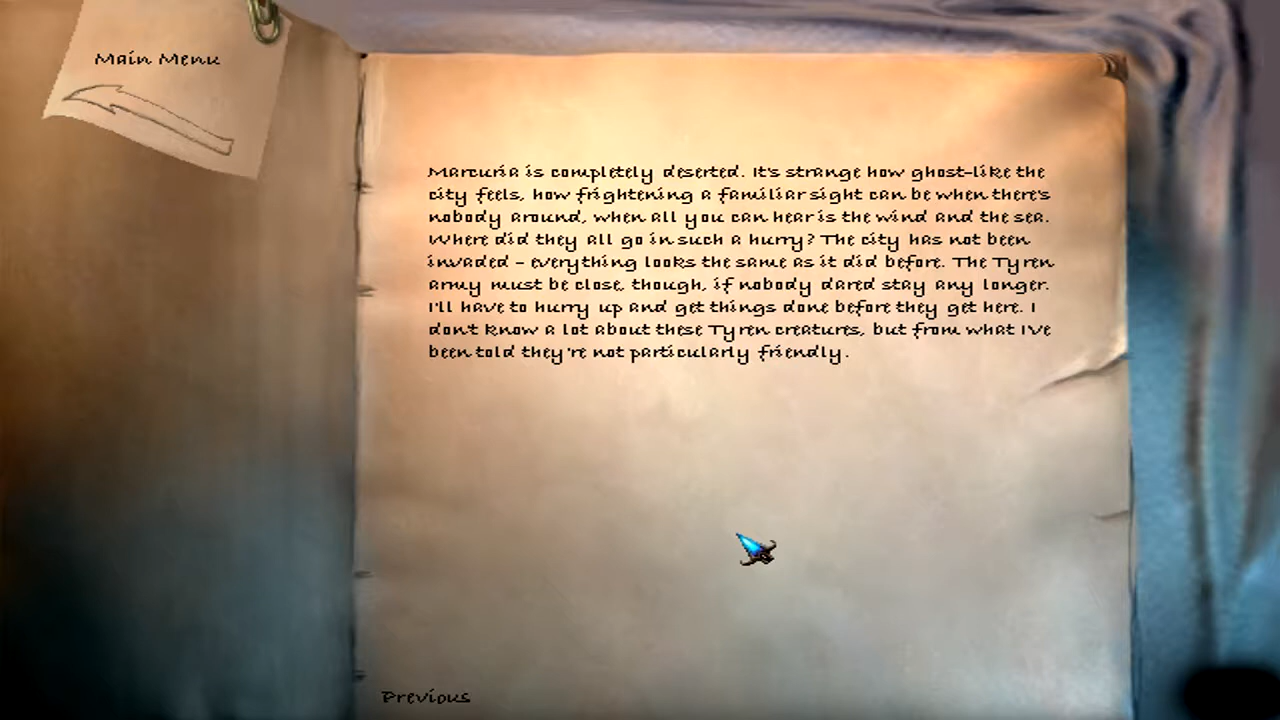 Main Menu
Marcuria is completely deserted. It's strange how ghost-like the
city feels, how frightening a familiar sight can be when there's
nobody around, when all you can hear is the wind and the sea.
Where did they all go in such a hurry? The city has not been
invaded - everything looks the same as it did before. The Tyren
army must be close, though, if nobody dared stay any longer.
I'll have to hurry up and get things done before they get here. I
don't know a lot about these Tyren creatures, but from what I've
been told they're not particularly friendly.
Previous